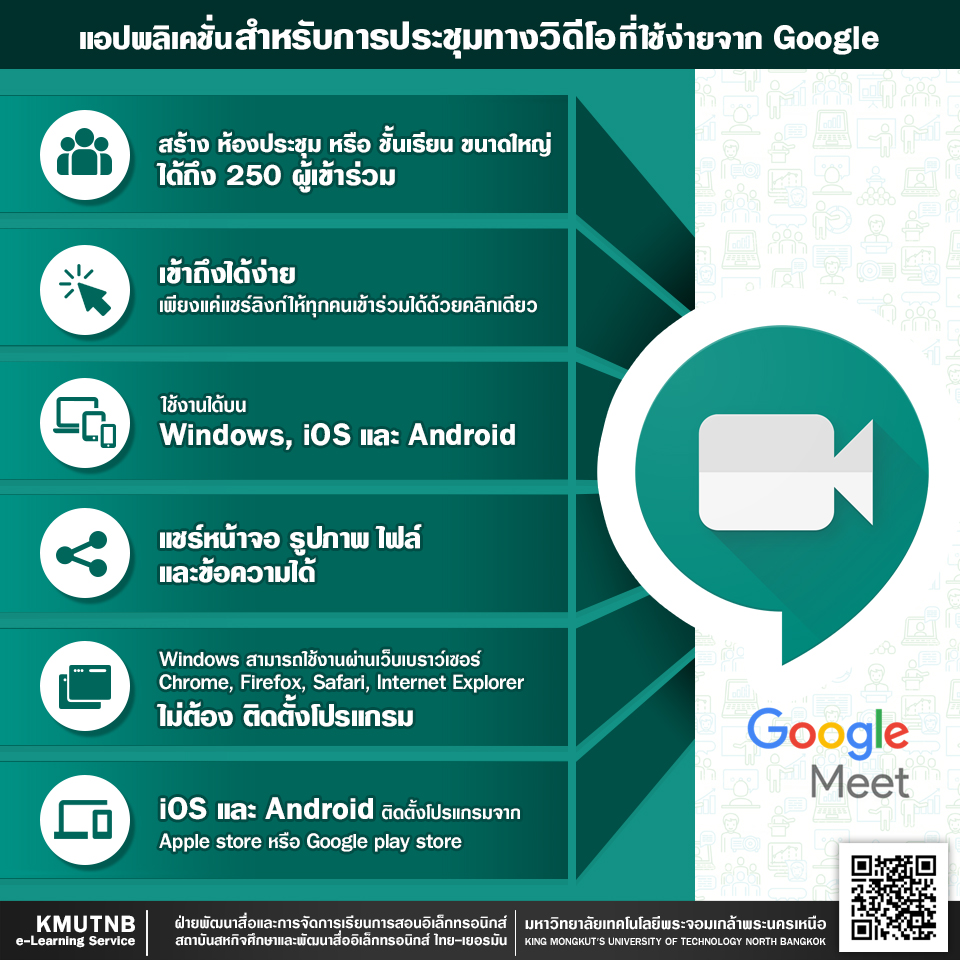 แอปพลิเคชั่นสำหรับการประชุมทางวิดีโอที่ใช้ง่ายจาก Google
สร้าง ห้องประชุม หรือ ชั้นเรียน ขนาดใหญ่
ได้ถึง 250 ผู้เข้าร่วม
เข้าถึงได้ง่าย
เพียงแค่แชร์ลิงก์ให้ทุกคนเข้าร่วมได้ด้วยคลิกเดียว
ใช้งานได้บน
Windows, iOS และ Android
แชร์หน้าจอ รูปภาพ ไฟล์
และข้อความได้
Windows สามารถใช้งานผ่านเว็บเบราว์เซอร์
Chrome, Firefox, Safari, Internet Explorer
ไม่ต้อง ติดตั้งโปรแกรม
iOS และ Android ติดตั้งโปรแกรมจาก
Apple store หรือ Google play store
Google
Meet
KMUTNB
e-Learning Service
ฝ่ายพัฒนาสื่อและการจัดการเรียนการสอนอิเล็กทรอนิกส์
สถาบันสหกิจศึกษาและพัฒนาสื่ออิเล็กทรอนิกส์ ไทย-เยอรมัน
มหาวิทยาลัยเทคโนโลยีพระจอมเกล้าพระนครเหนือ
KING MONGKUT'S UNIVERSITY OF TECHNOLOGY NORTH BANGKOK